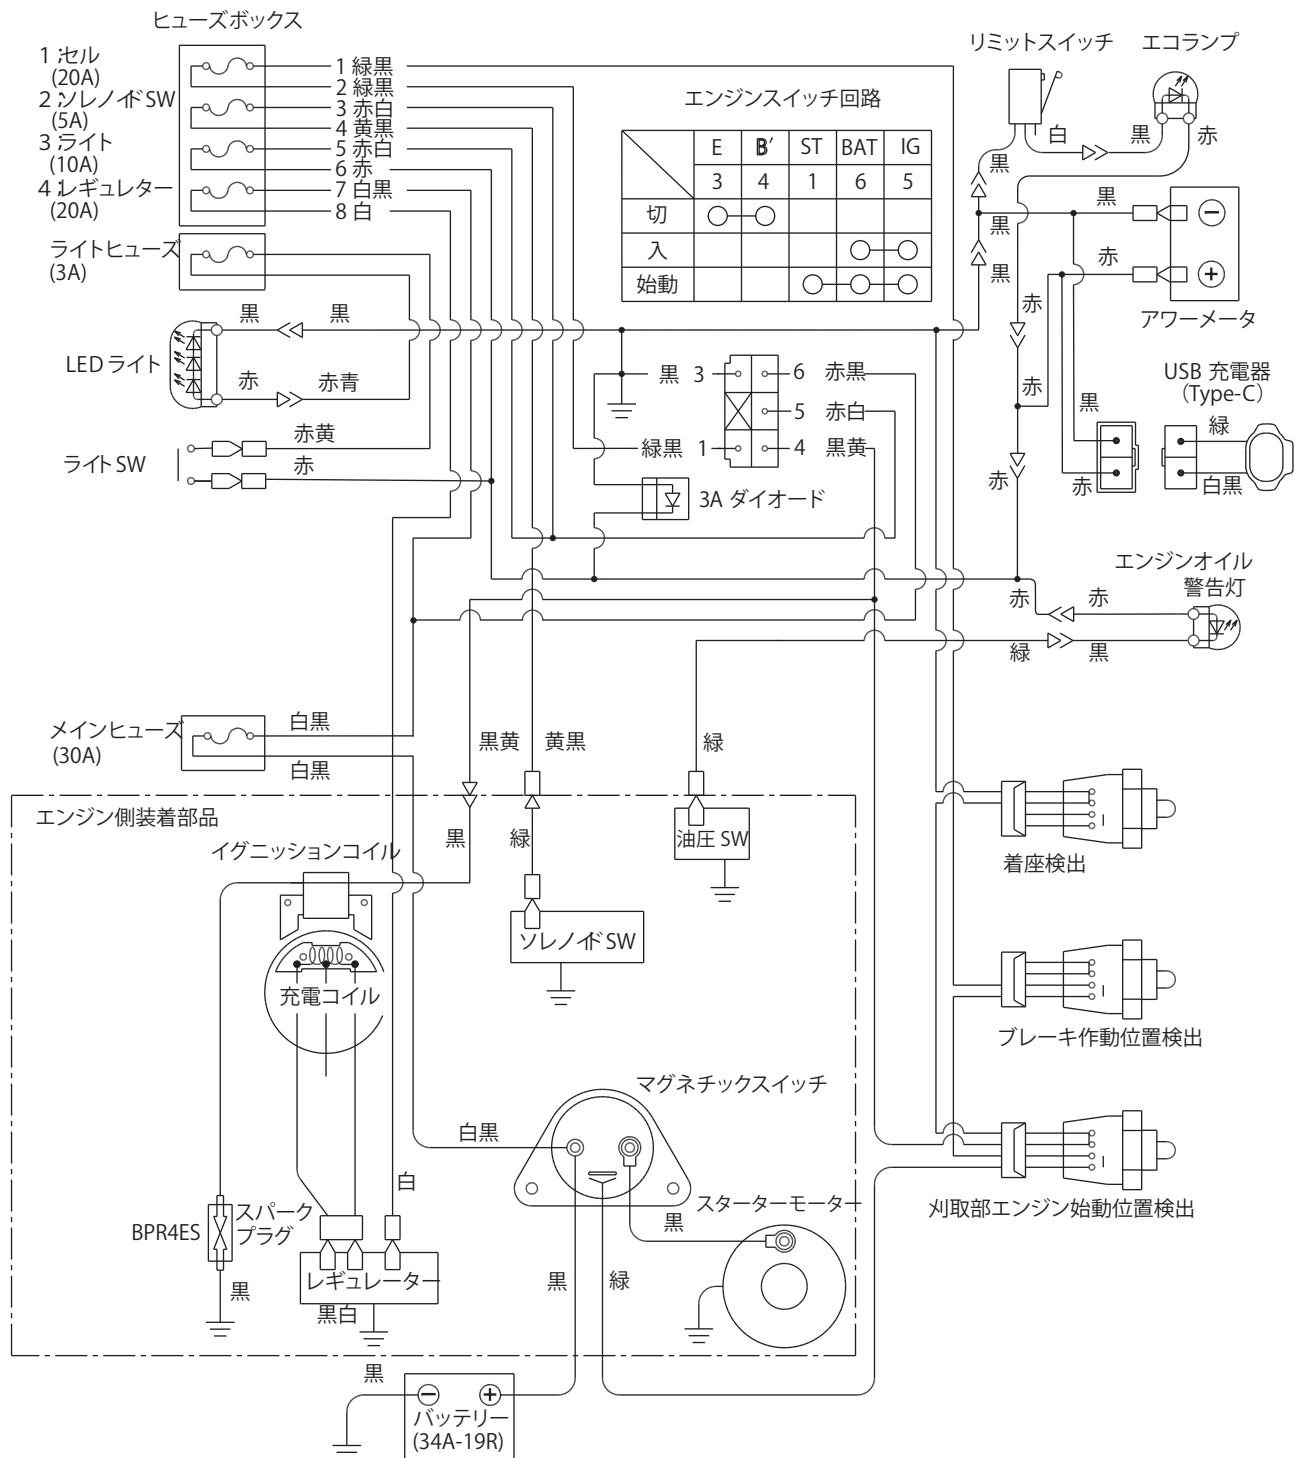 ヒューズボックス
1;セル
(20A)
2;ソレノイドSW
(5A)
3;ライト
(10A)
4;レギュレター
(20A)
1 緑黒
2 緑黒
3 赤白
4 黄黒
5 赤白
6 赤
7 白黒
8 白
ライトヒューズ
(3A)
黒
黒
LED ライト
赤
赤青
赤黄
ライト SW
赤
エンジンスイッチ回路
E B′ ST BAT IG
3 4 1 6 5
切
入
始動
リミットスイッチ
エコランプ
白
黒
赤
黒
黒
黒
黒
赤
赤
アワーメータ
赤
USB 充電器
（Type-C）
黒
緑
赤
白黒
赤
黒 3
6 赤黒
5 赤白
緑黒 1
4 黒黄
3A ダイオード
エンジンオイル
警告灯
赤
赤
緑
黒
メインヒューズ
(30A)
白黒
白黒
黒黄
黄黒
緑
エンジン側装着部品
イグニッションコイル
黒
緑
油圧 SW
ソレノイドSW
充電コイル
着座検出
ブレーキ作動位置検出
マグネチックスイッチ
白黒
白
スターターモーター
黒
刈取部エンジン始動位置検出
BPR4ES
スパーク
プラグ
黒
レギュレーター
黒白
黒
緑
黒
バッテリー
(34A-19R)